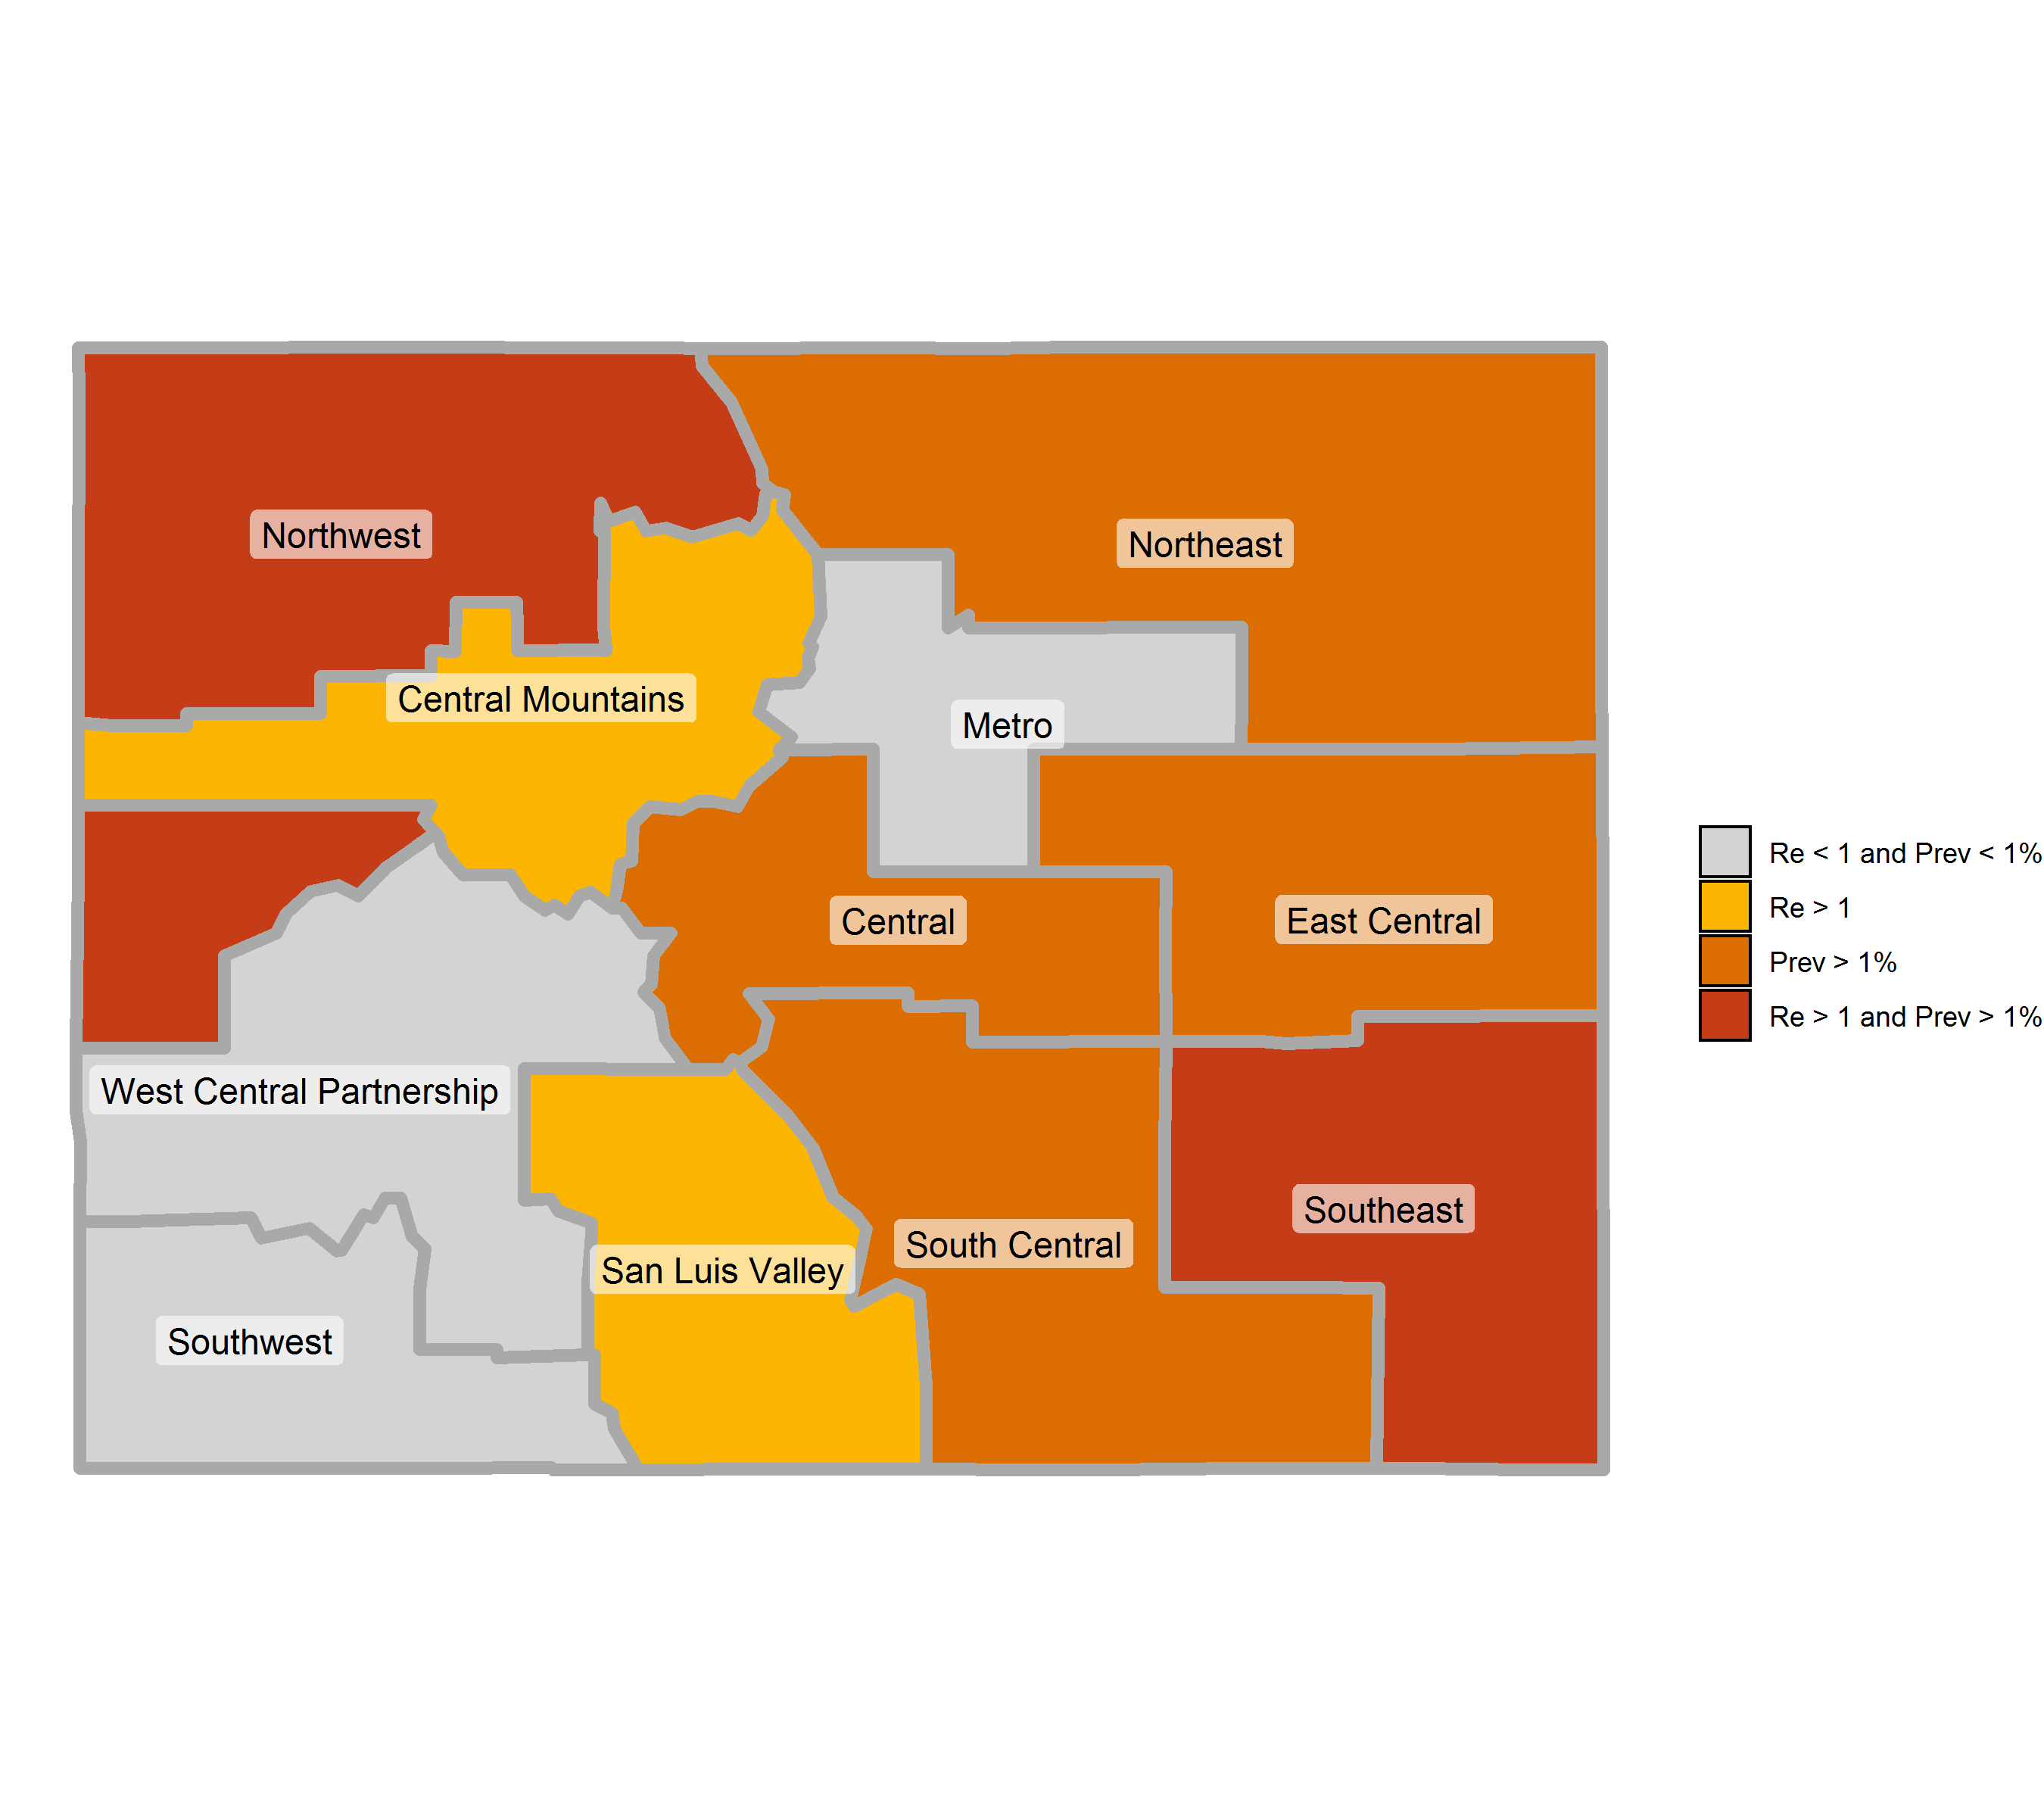 Northwest
Northeast
Central Mountains
Metro
Central
East Central
West Central Partnership
Southeast
South Central
San Luis Valley
Southwest
Re < 1 and Prev < 1%
Re > 1
Prev > 1%
Re > 1 and Prev > 1%